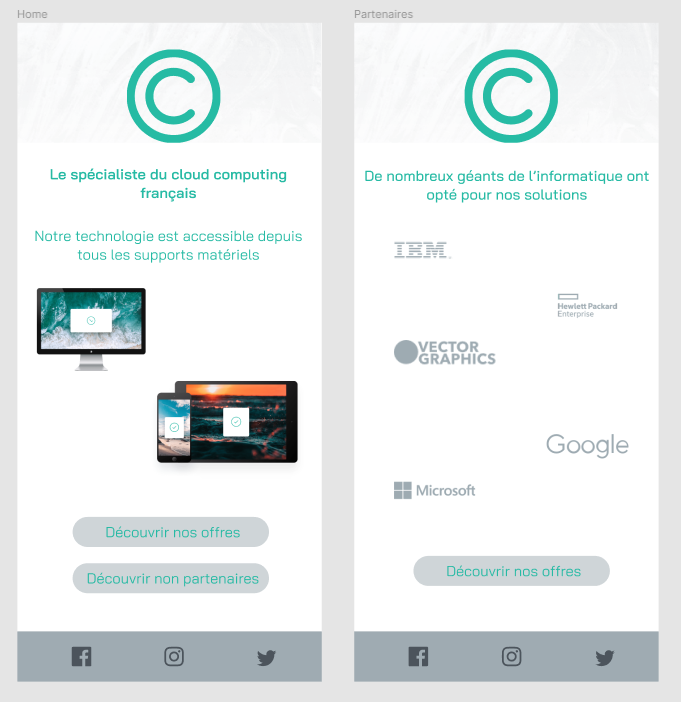 Home
Le spécialiste du cloud computing
français
Notre technologie est accessible depuis
tous les supports matériels
Découvrir nos offres
Découvrir non partenaires
Partenaires
De nombreux géants de l'informatique ont
opté pour nos solutions
IBM
Hewlett Packard
Enterprise
VECTOR
GRAPHICS
Google
Microsoft
Découvrir nos offres